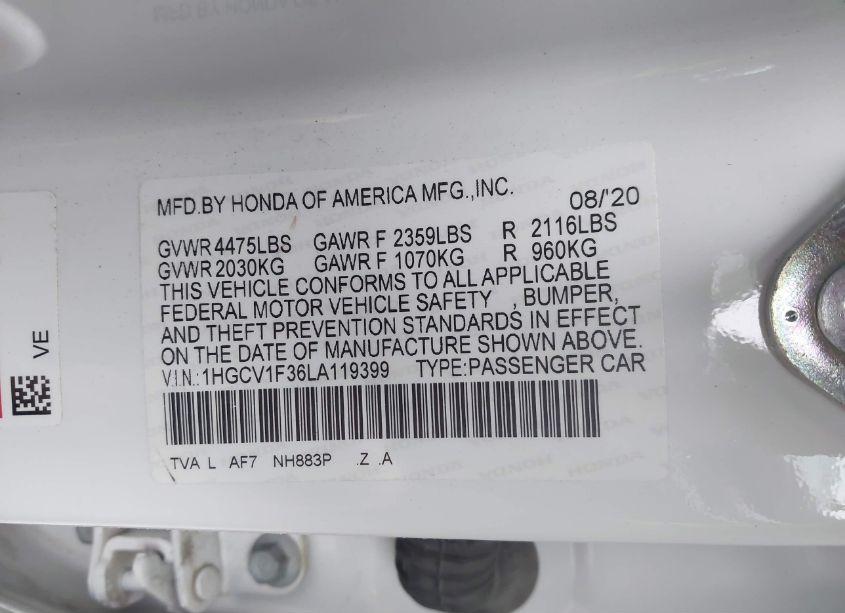 MFD.BY HONDA OF AMERICA MFG.,INC. 08/'20
GVWR 4475LBS GAWR F 2359LBS R 2116LBS
GVWR 2030KG GAWR F 1070KG R 960KG
THIS VEHICLE CONFORMS TO ALL APPLICABLE
FEDERAL MOTOR VEHICLE SAFETY , BUMPER,
AND THEFT PREVENTION STANDARDS IN EFFECT
ON THE DATE OF MANUFACTURE SHOWN ABOVE.
V.I.N.:1HGCV1F36LA119399 TYPE:PASSENGER CAR
TVA L AF7 NH883P .Z .A
VE